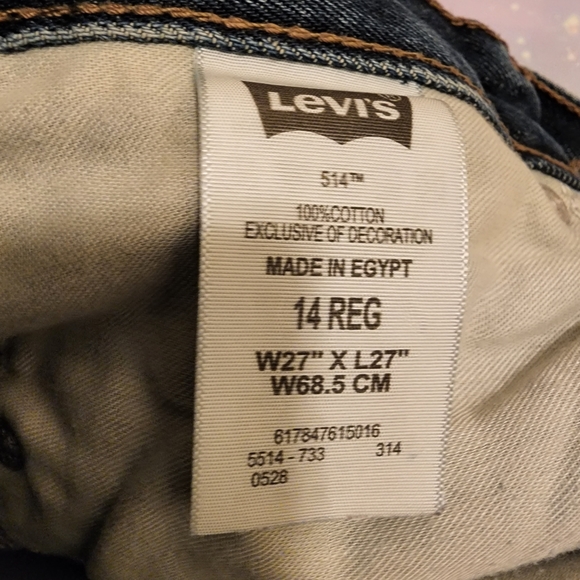 Levi's®
514™
100%COTTON
EXCLUSIVE OF DECORATION
MADE IN EGYPT
14 REG
W27" X L27"
W68.5 CM
617847615016
5514 - 733 314
0528